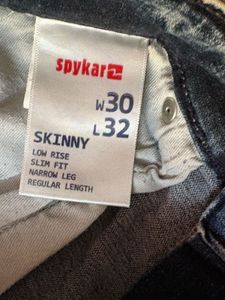 spykar
W30
L32
SKINNY
LOW RISE
SLIM FIT
NARROW LEG
REGULAR LENGTH